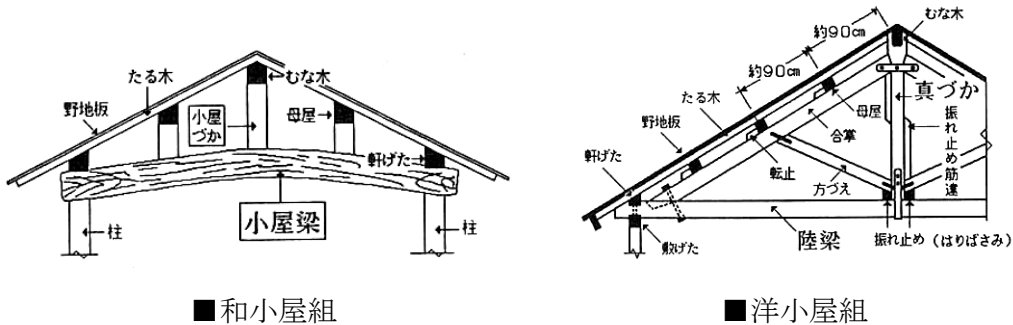 たる木
野地板
むな木
小屋
づか
母屋
軒げた
小屋梁
柱
柱
■和小屋組
むな木
約90㎝
約90㎝
真づか
たる木
母屋
野地板
合掌
軒げた
転止
方づえ
振れ止め筋違
陸梁
敷げた
振れ止め(はりばさみ)
■洋小屋組